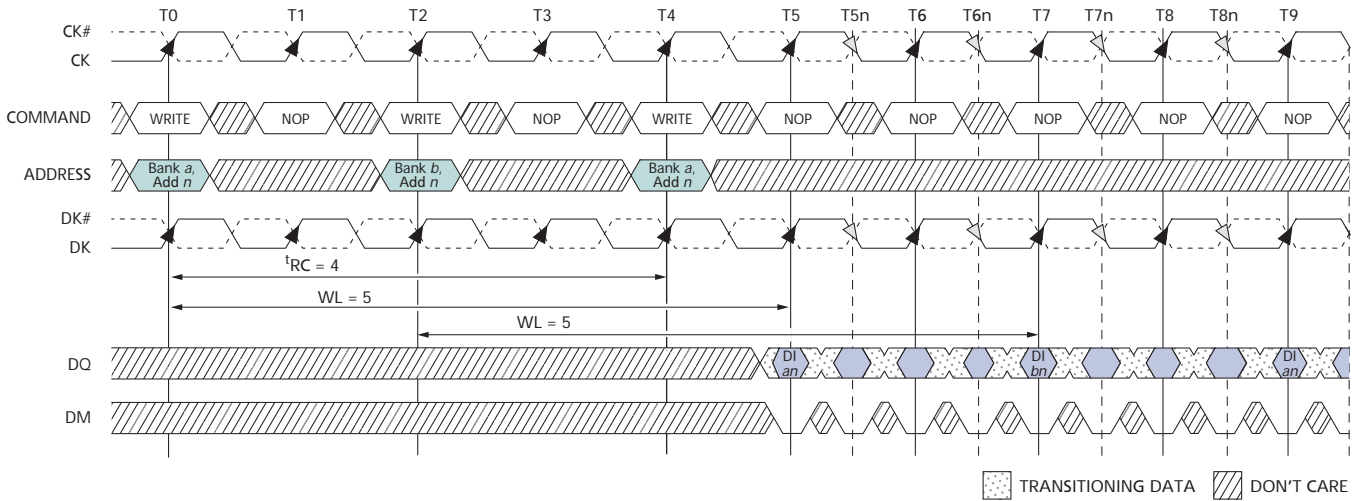 T0 T1 T2 T3 T4 T5 T5n T6 T6n T7 T7n T8 T8n T9
CK#
CK
COMMAND WRITE NOP WRITE NOP WRITE NOP NOP NOP NOP NOP
ADDRESS Bank a, Add n Bank b, Add n Bank a, Add n
DK#
DK
tRC = 4
WL = 5
WL = 5
DQ DI an DI bn DI an
DM
TRANSITIONING DATA DON'T CARE